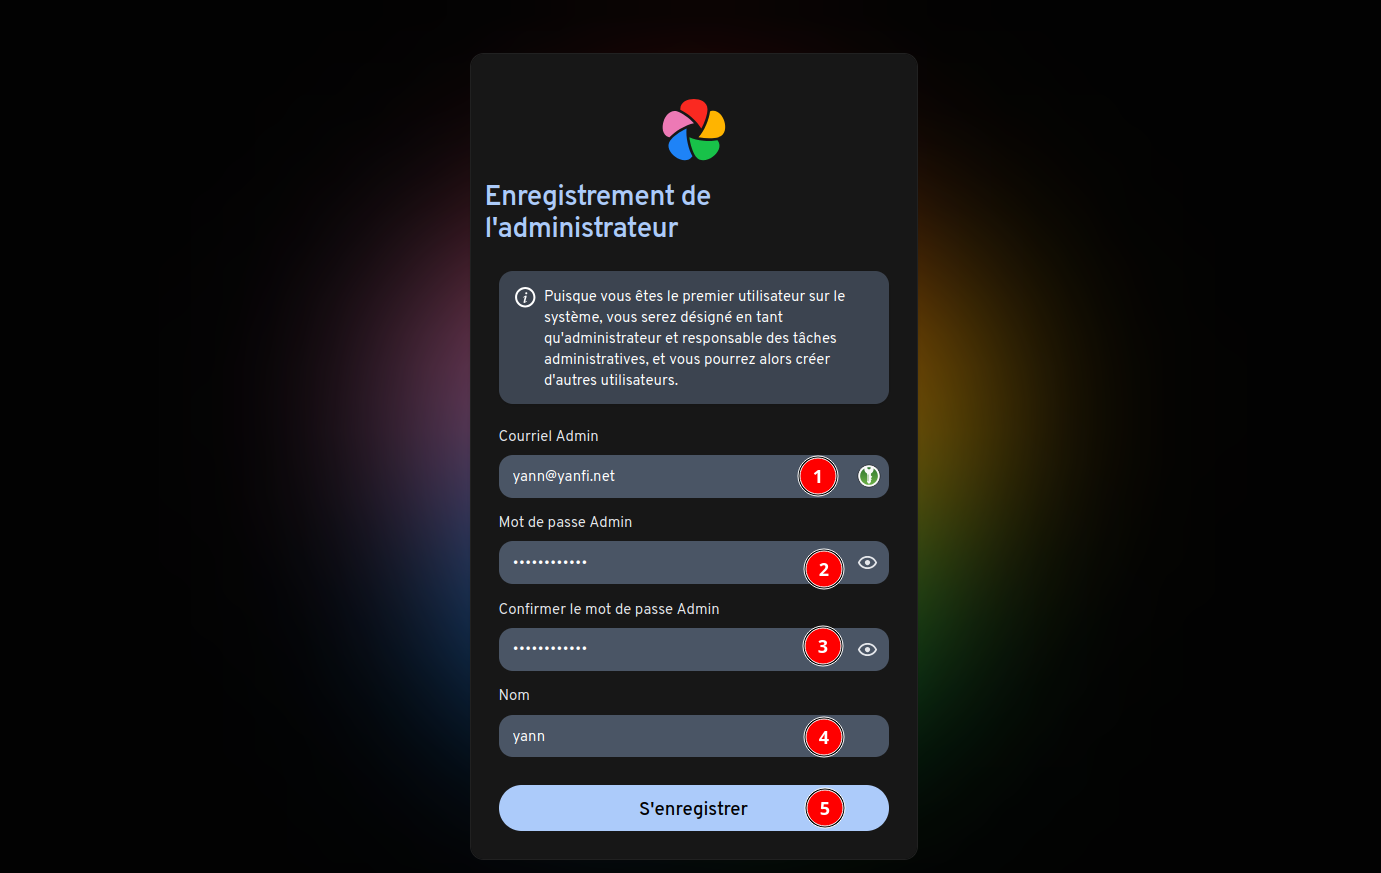 Enregistrement de
l'administrateur
Puisque vous êtes le premier utilisateur sur le
système, vous serez désigné en tant
qu'administrateur et responsable des tâches
administratives, et vous pourrez alors créer
d'autres utilisateurs.
Courriel Admin
yann@yanfi.net 1
Mot de passe Admin
•••••••••••• 2
Confirmer le mot de passe Admin
•••••••••••• 3
Nom
yann 4
S'enregistrer 5